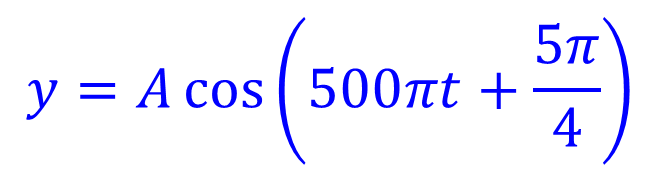 y = A cos(500πt + 5π/4)